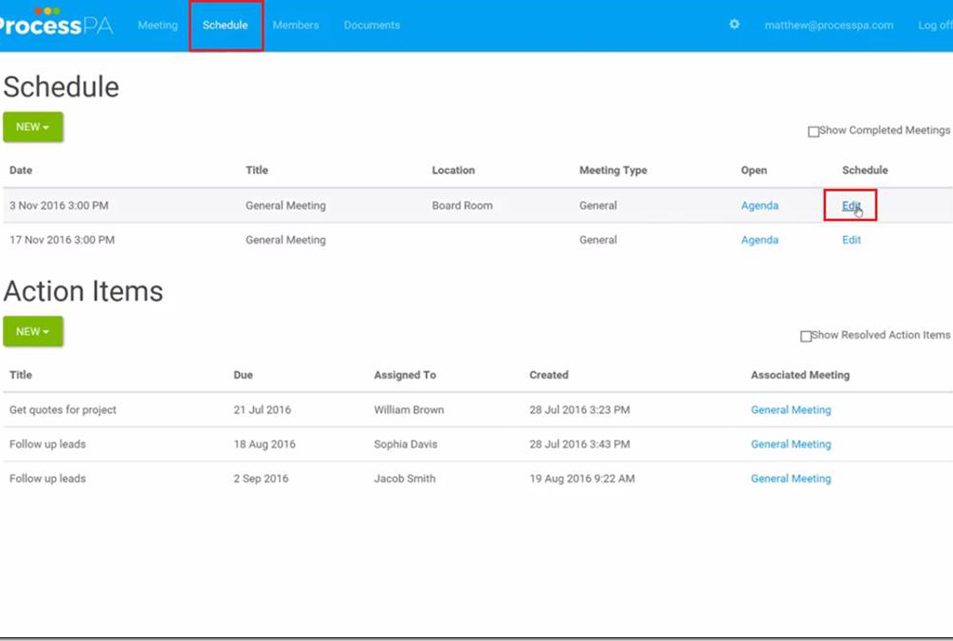 ProcessPA Meeting Schedule Members Documents matthew@processpa.com Log off
Schedule
NEW
Show Completed Meetings
Date Title Location Meeting Type Open Schedule
3 Nov 2016 3:00 PM General Meeting Board Room General Agenda Edit
17 Nov 2016 3:00 PM General Meeting General Agenda Edit
Action Items
NEW
Show Resolved Action Items
Title Due Assigned To Created Associated Meeting
Get quotes for project 21 Jul 2016 William Brown 28 Jul 2016 3:23 PM General Meeting
Follow up leads 18 Aug 2016 Sophia Davis 28 Jul 2016 3:43 PM General Meeting
Follow up leads 2 Sep 2016 Jacob Smith 19 Aug 2016 9:22 AM General Meeting